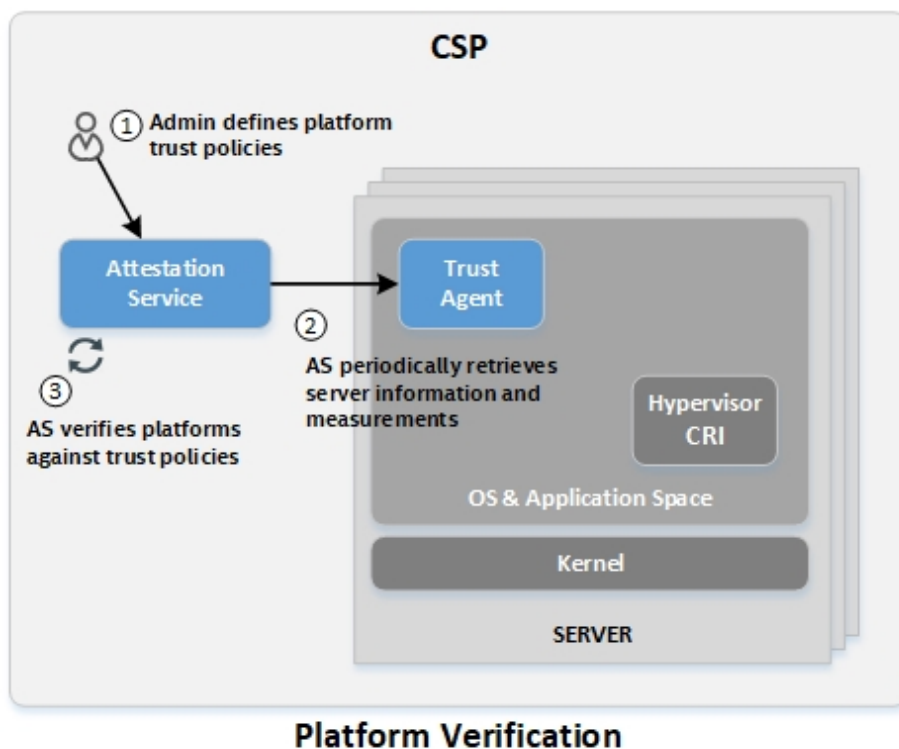 CSP
1 Admin defines platform
trust policies
Attestation
Service
Trust
Agent
2
AS periodically retrieves
server information and
measurements
3
AS verifies platforms
against trust policies
Hypervisor
CRI
OS & Application Space
Kernel
SERVER
Platform Verification